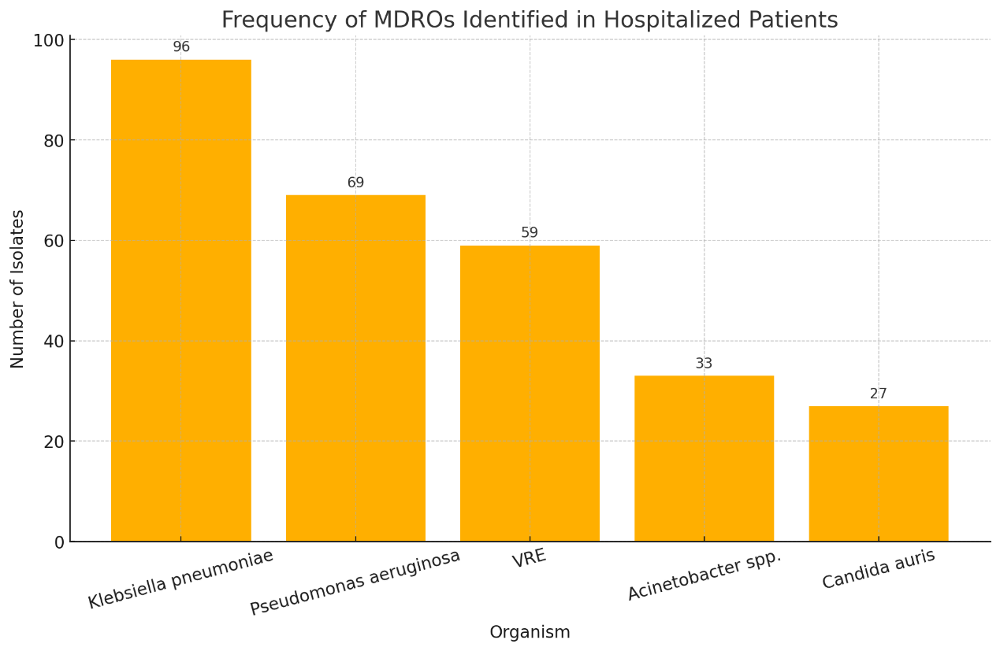 Frequency of MDROs Identified in Hospitalized Patients
Number of Isolates
100
80
60
40
20
0
96
69
59
33
27
Klebsiella pneumoniae
Pseudomonas aeruginosa
VRE
Acinetobacter spp.
Candida auris
Organism